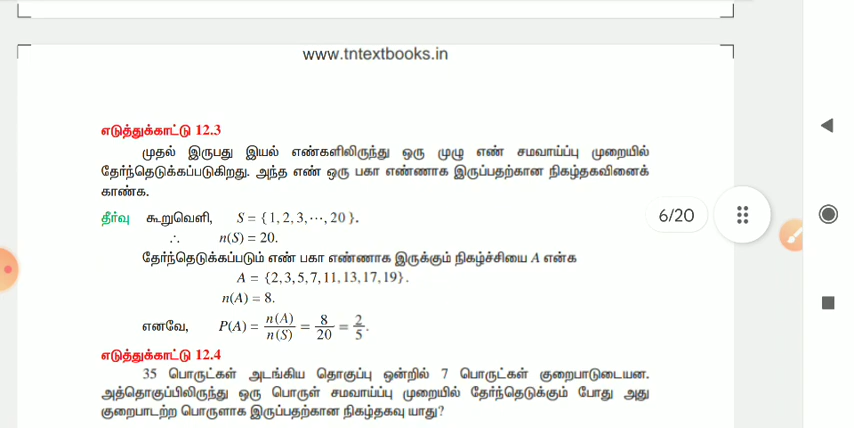 www.tntextbooks.in
எடுத்துக்காட்டு 12.3
முதல் இருபது இயல் எண்களிலிருந்து ஒரு முழு எண் சமவாய்ப்பு முறையில்
தேர்ந்தெடுக்கப்படுகிறது. அந்த எண் ஒரு பகா எண்ணாக இருப்பதற்கான நிகழ்தகவினைக்
காண்க.
தீர்வு கூறுவெளி, S = { 1, 2, 3, ⋯, 20 }.
∴ n(S) = 20.
தேர்ந்தெடுக்கப்படும் எண் பகா எண்ணாக இருக்கும் நிகழ்ச்சியை A என்க
A = {2, 3, 5, 7, 11, 13, 17, 19}.
n(A) = 8.
எனவே, P(A) = n(A)/n(S) = 8/20 = 2/5.
எடுத்துக்காட்டு 12.4
35 பொருட்கள் அடங்கிய தொகுப்பு ஒன்றில் 7 பொருட்கள் குறைபாடுடையன.
அத்தொகுப்பிலிருந்து ஒரு பொருள் சமவாய்ப்பு முறையில் தேர்ந்தெடுக்கும் போது அது
குறைபாடற்ற பொருளாக இருப்பதற்கான நிகழ்தகவு யாது?
6/20